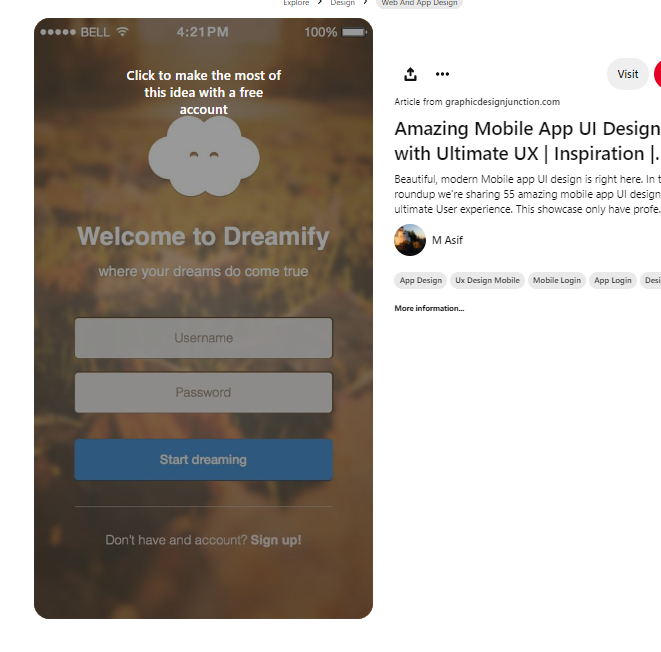 Explore > Design > Web And App Design
BELL 4:21PM 100%
Click to make the most of
this idea with a free
account
Welcome to Dreamify
where your dreams do come true
Username
Password
Start dreaming
Don't have and account? Sign up!
Visit
Article from graphicdesignjunction.com
Amazing Mobile App UI Design
with Ultimate UX | Inspiration |.
Beautiful, modern Mobile app UI design is right here. In t
roundup we're sharing 55 amazing mobile app UI design
ultimate User experience. This showcase only have profe.
M Asif
App Design Ux Design Mobile Mobile Login App Login Desi
More information...